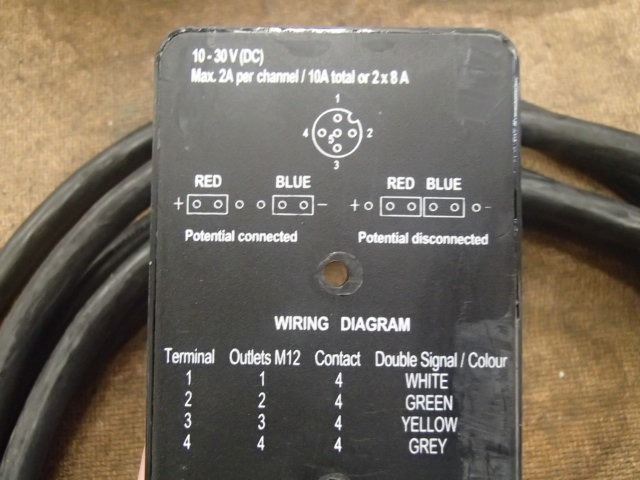 10 - 30 V (DC)
Max. 2A per channel / 10A total or 2 x 8 A
1
4 5 2
3
RED BLUE RED BLUE
+ - + -
Potential connected Potential disconnected
WIRING DIAGRAM
Terminal Outlets M12 Contact Double Signal / Colour
1 1 4 WHITE
2 2 4 GREEN
3 3 4 YELLOW
4 4 4 GREY